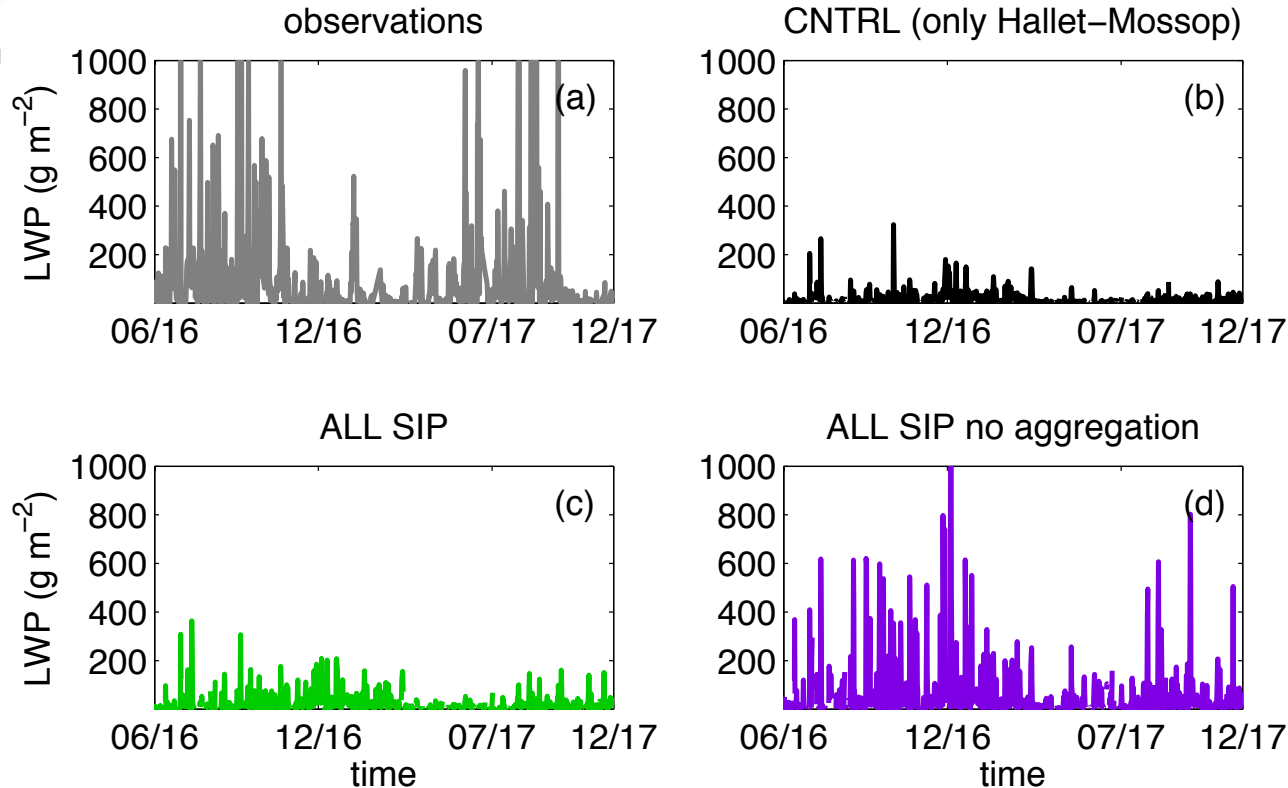 observations
CNTRL (only Hallet−Mossop)
LWP (g m−2)
1000
800
600
400
200
(a)
06/16 12/16 07/17 12/17
1000
800
600
400
200
(b)
06/16 12/16 07/17 12/17
ALL SIP
ALL SIP no aggregation
LWP (g m−2)
1000
800
600
400
200
(c)
06/16 12/16 07/17 12/17
time
1000
800
600
400
200
(d)
06/16 12/16 07/17 12/17
time